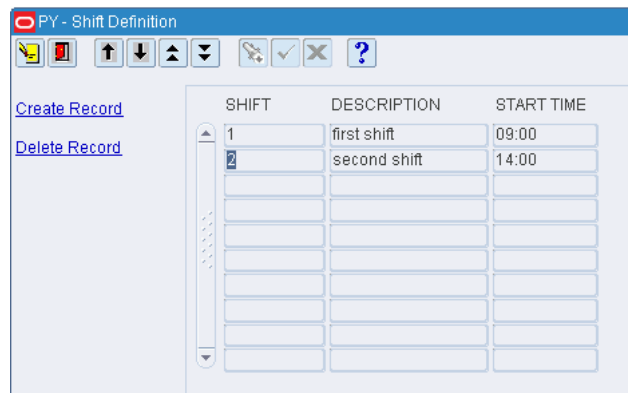 PY - Shift Definition
?
Create Record
Delete Record
SHIFT DESCRIPTION START TIME
1 first shift 09:00
2 second shift 14:00